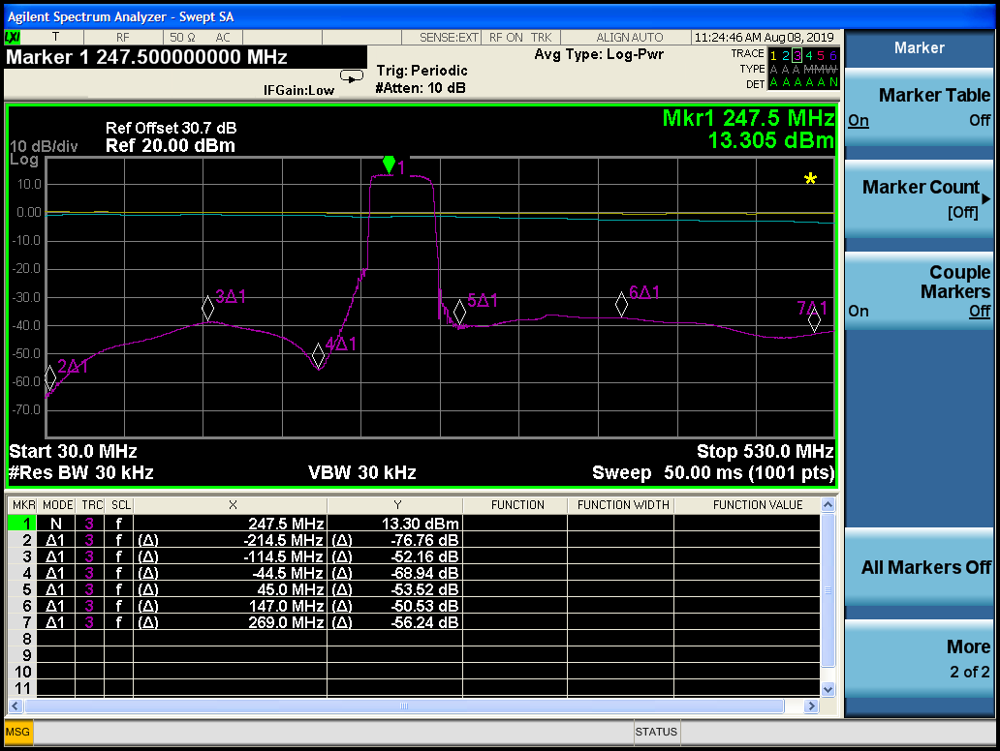 Agilent Spectrum Analyzer - Swept SA
LXI T RF 50 Ω AC SENSE:EXT RF ON TRK ALIGN AUTO 11:24:46 AM Aug 08, 2019
Marker 1 247.500000000 MHz
IFGain:Low
Trig: Periodic
#Atten: 10 dB
Avg Type: Log-Pwr
TRACE 1 2 3 4 5 6
TYPE A A A M M W
DET A A A A A N
Ref Offset 30.7 dB
Ref 20.00 dBm
Mkr1 247.5 MHz
13.305 dBm
10 dB/div
Log
10.0
0.00
-10.0
-20.0
-30.0
-40.0
-50.0
-60.0
-70.0
1
2Δ1
3Δ1
4Δ1
5Δ1
6Δ1
7Δ1
*
Start 30.0 MHz
Stop 530.0 MHz
#Res BW 30 kHz
VBW 30 kHz
Sweep 50.00 ms (1001 pts)
MKR MODE TRC SCL X Y FUNCTION FUNCTION WIDTH FUNCTION VALUE
1 N 3 f 247.5 MHz 13.30 dBm
2 Δ1 3 f (Δ) -214.5 MHz (Δ) -76.76 dB
3 Δ1 3 f (Δ) -114.5 MHz (Δ) -52.16 dB
4 Δ1 3 f (Δ) -44.5 MHz (Δ) -68.94 dB
5 Δ1 3 f (Δ) 45.0 MHz (Δ) -53.52 dB
6 Δ1 3 f (Δ) 147.0 MHz (Δ) -50.53 dB
7 Δ1 3 f (Δ) 269.0 MHz (Δ) -56.24 dB
8
9
10
11
MSG
STATUS
Marker
Marker Table
On Off
Marker Count
[Off]
Couple
Markers
On Off
All Markers Off
More
2 of 2